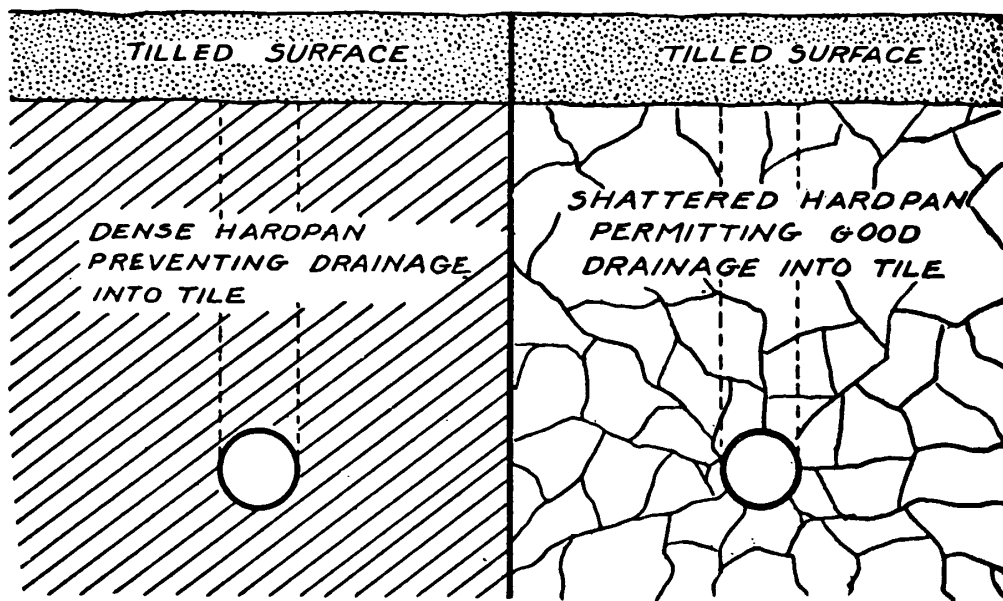 TILLED SURFACE
DENSE HARDPAN
PREVENTING DRAINAGE
INTO TILE
TILLED SURFACE
SHATTERED HARDPAN
PERMITTING GOOD
DRAINAGE INTO TILE